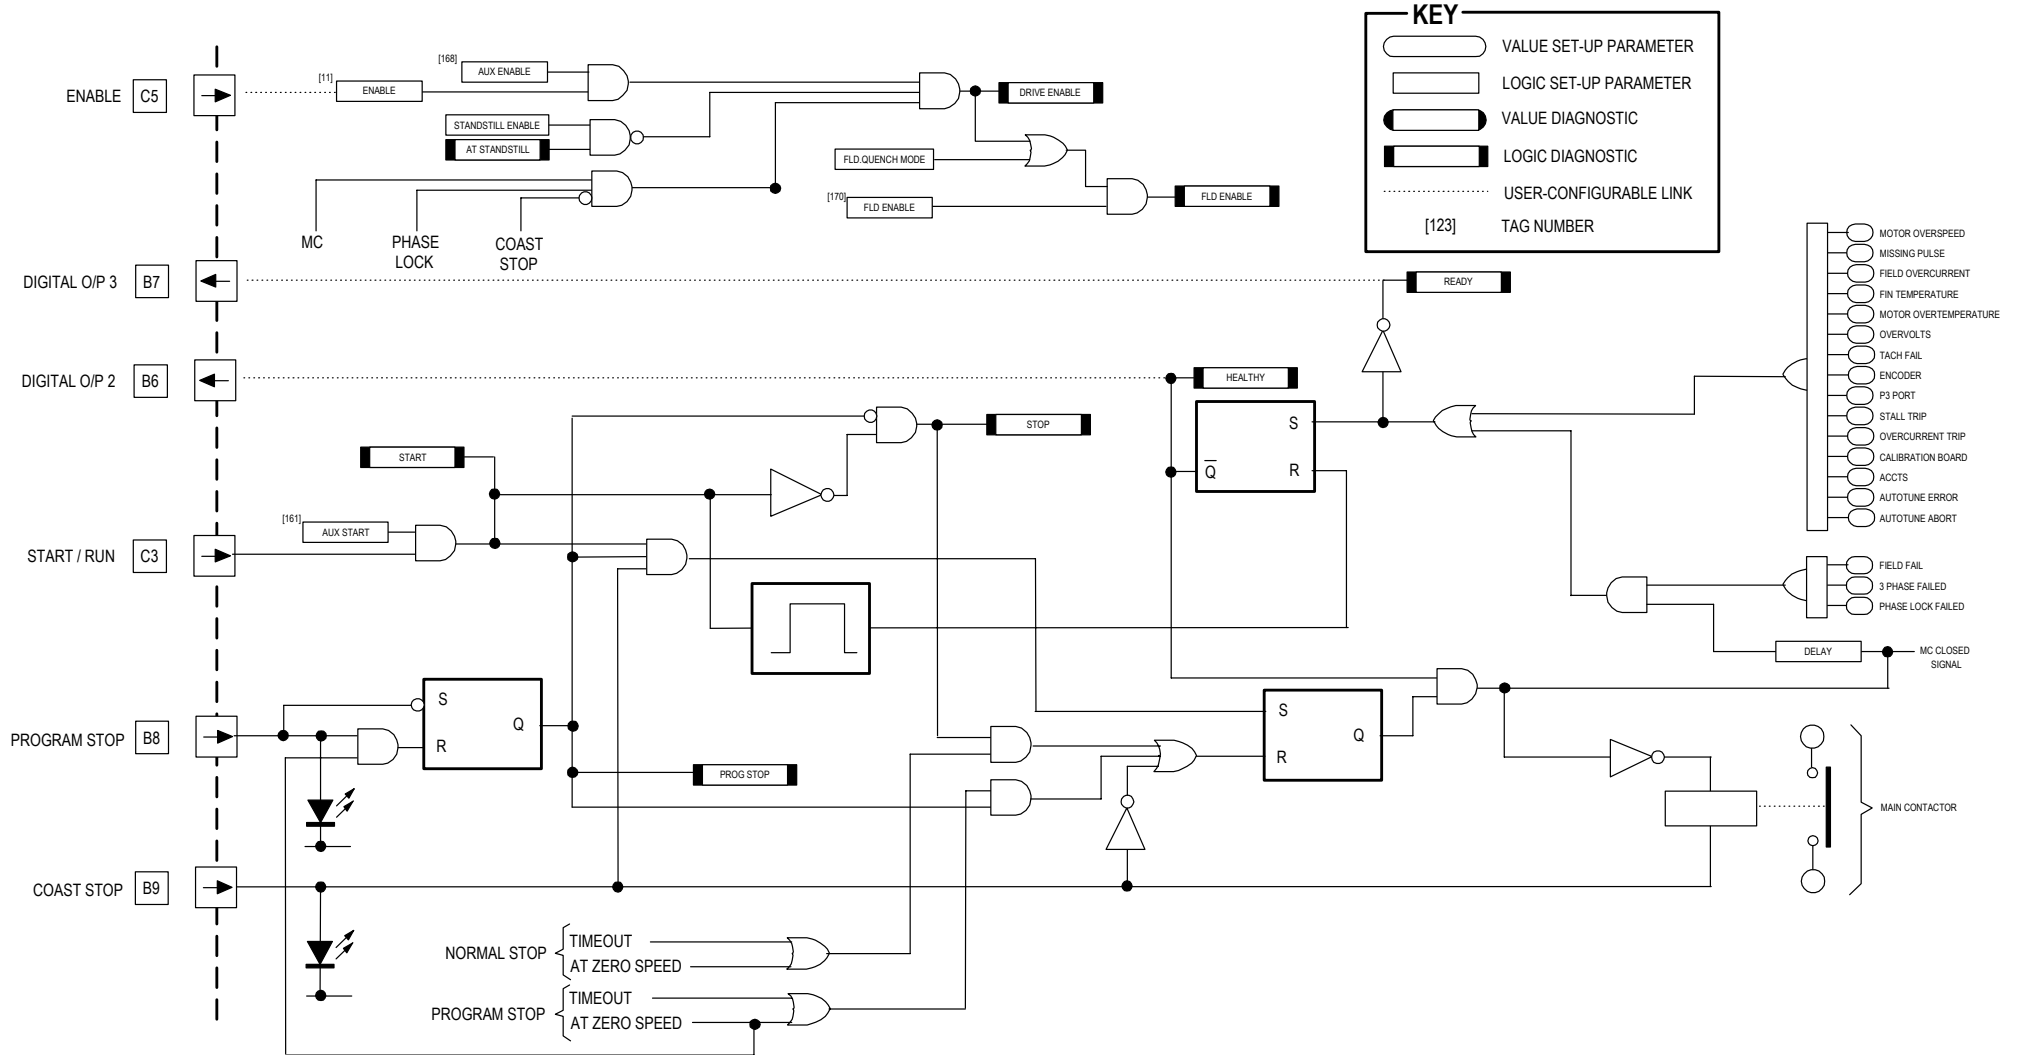 KEY
VALUE SET-UP PARAMETER
LOGIC SET-UP PARAMETER
VALUE DIAGNOSTIC
LOGIC DIAGNOSTIC
USER-CONFIGURABLE LINK
[123] TAG NUMBER
ENABLE C5
[11]
ENABLE
[168]
AUX ENABLE
STANDSTILL ENABLE
AT STANDSTILL
DRIVE ENABLE
FLD.QUENCH MODE
[170]
FLD ENABLE
FLD ENABLE
MC
PHASE
LOCK
COAST
STOP
DIGITAL O/P 3 B7
READY
DIGITAL O/P 2 B6
HEALTHY
S
Q
R
STOP
START
[161]
AUX START
START / RUN C3
MOTOR OVERSPEED
MISSING PULSE
FIELD OVERCURRENT
FIN TEMPERATURE
MOTOR OVERTEMPERATURE
OVERVOLTS
TACH FAIL
ENCODER
P3 PORT
STALL TRIP
OVERCURRENT TRIP
CALIBRATION BOARD
ACCTS
AUTOTUNE ERROR
AUTOTUNE ABORT
FIELD FAIL
3 PHASE FAILED
PHASE LOCK FAILED
DELAY
MC CLOSED
SIGNAL
PROGRAM STOP B8
S
Q
R
PROG STOP
S
Q
R
MAIN CONTACTOR
COAST STOP B9
NORMAL STOP
TIMEOUT
AT ZERO SPEED
PROGRAM STOP
TIMEOUT
AT ZERO SPEED